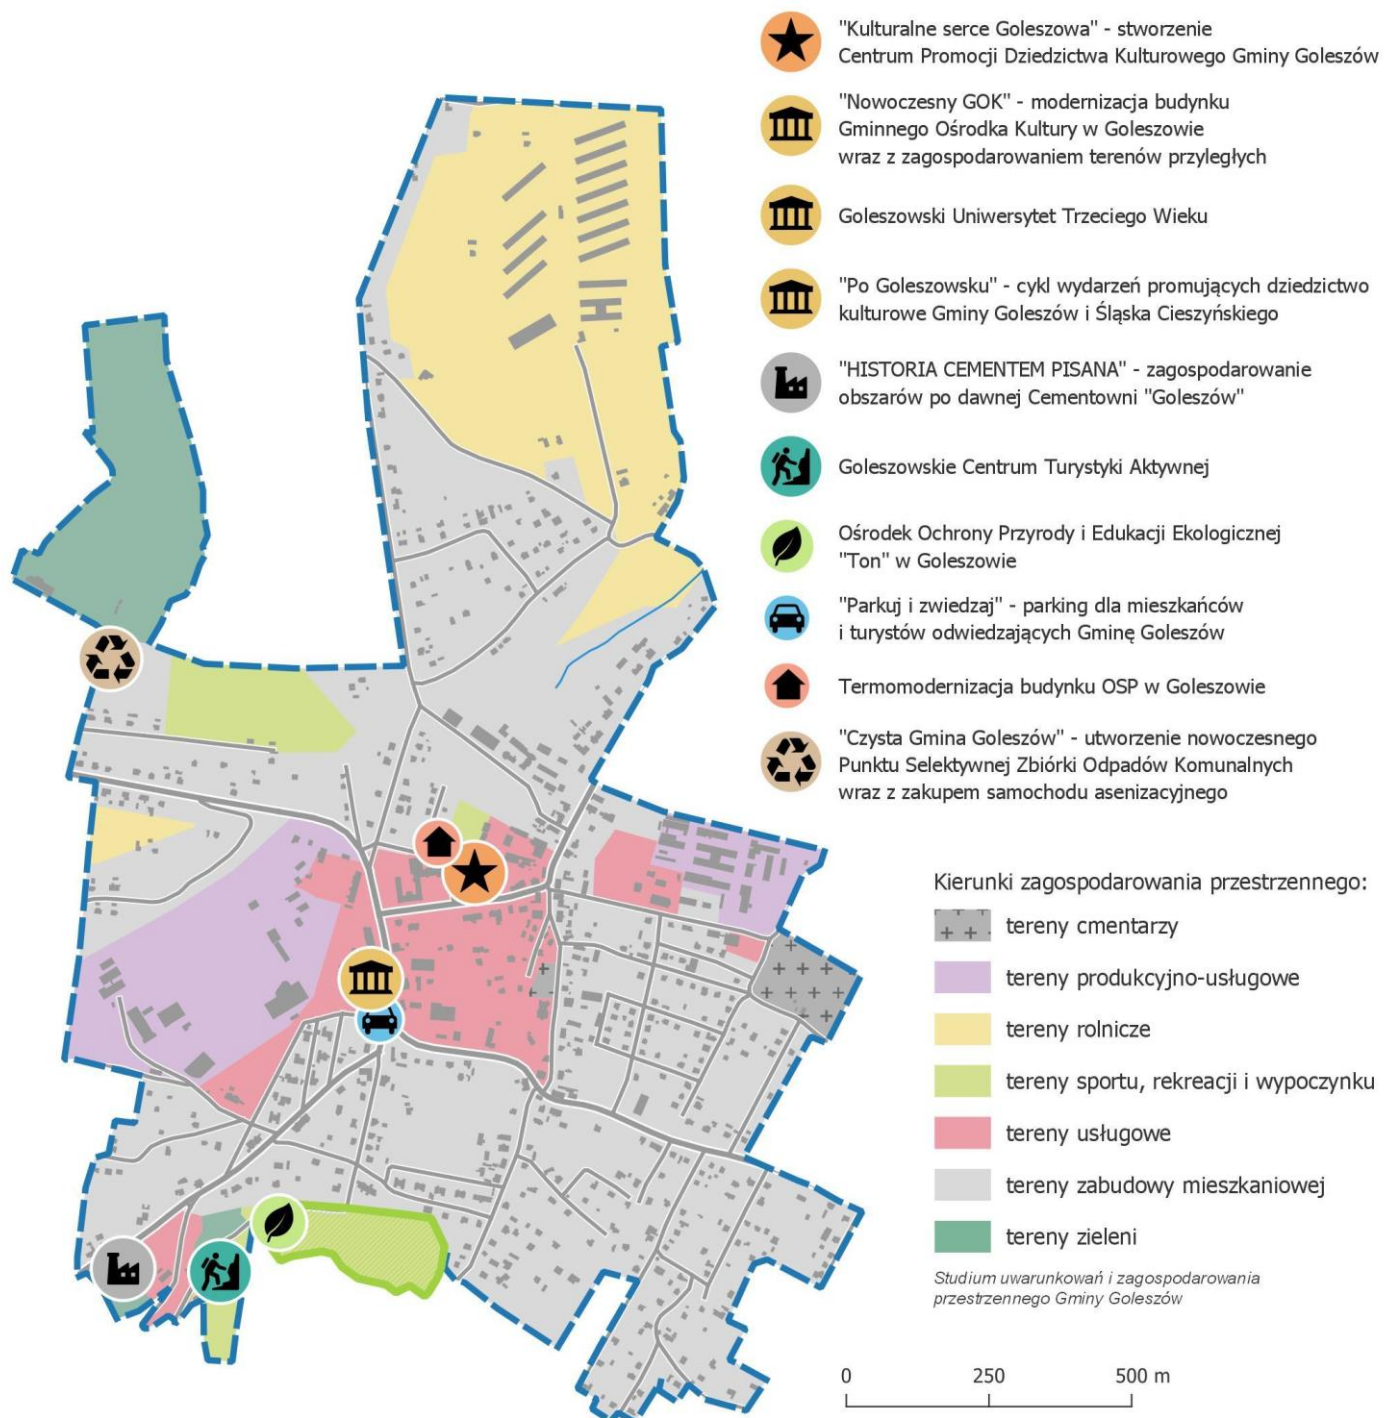 "Kulturalne serce Goleszowa" - stworzenie
Centrum Promocji Dziedzictwa Kulturowego Gminy Goleszów
"Nowoczesny GOK" - modernizacja budynku
Gminnego Ośrodka Kultury w Goleszowie
wraz z zagospodarowaniem terenów przyległych
Goleszowski Uniwersytet Trzeciego Wieku
"Po Goleszowsku" - cykl wydarzeń promujących dziedzictwo
kulturowe Gminy Goleszów i Śląska Cieszyńskiego
"HISTORIA CEMENTEM PISANA" - zagospodarowanie
obszarów po dawnej Cementowni "Goleszów"
Goleszowskie Centrum Turystyki Aktywnej
Ośrodek Ochrony Przyrody i Edukacji Ekologicznej
"Ton" w Goleszowie
"Parkuj i zwiedzaj" - parking dla mieszkańców
i turystów odwiedzających Gminę Goleszów
Termomodernizacja budynku OSP w Goleszowie
"Czysta Gmina Goleszów" - utworzenie nowoczesnego
Punktu Selektywnej Zbiórki Odpadów Komunalnych
wraz z zakupem samochodu asenizacyjnego
Kierunki zagospodarowania przestrzennego:
tereny cmentarzy
tereny produkcyjno-usługowe
tereny rolnicze
tereny sportu, rekreacji i wypoczynku
tereny usługowe
tereny zabudowy mieszkaniowej
tereny zieleni
Studium uwarunkowań i zagospodarowania
przestrzennego Gminy Goleszów
0 250 500 m